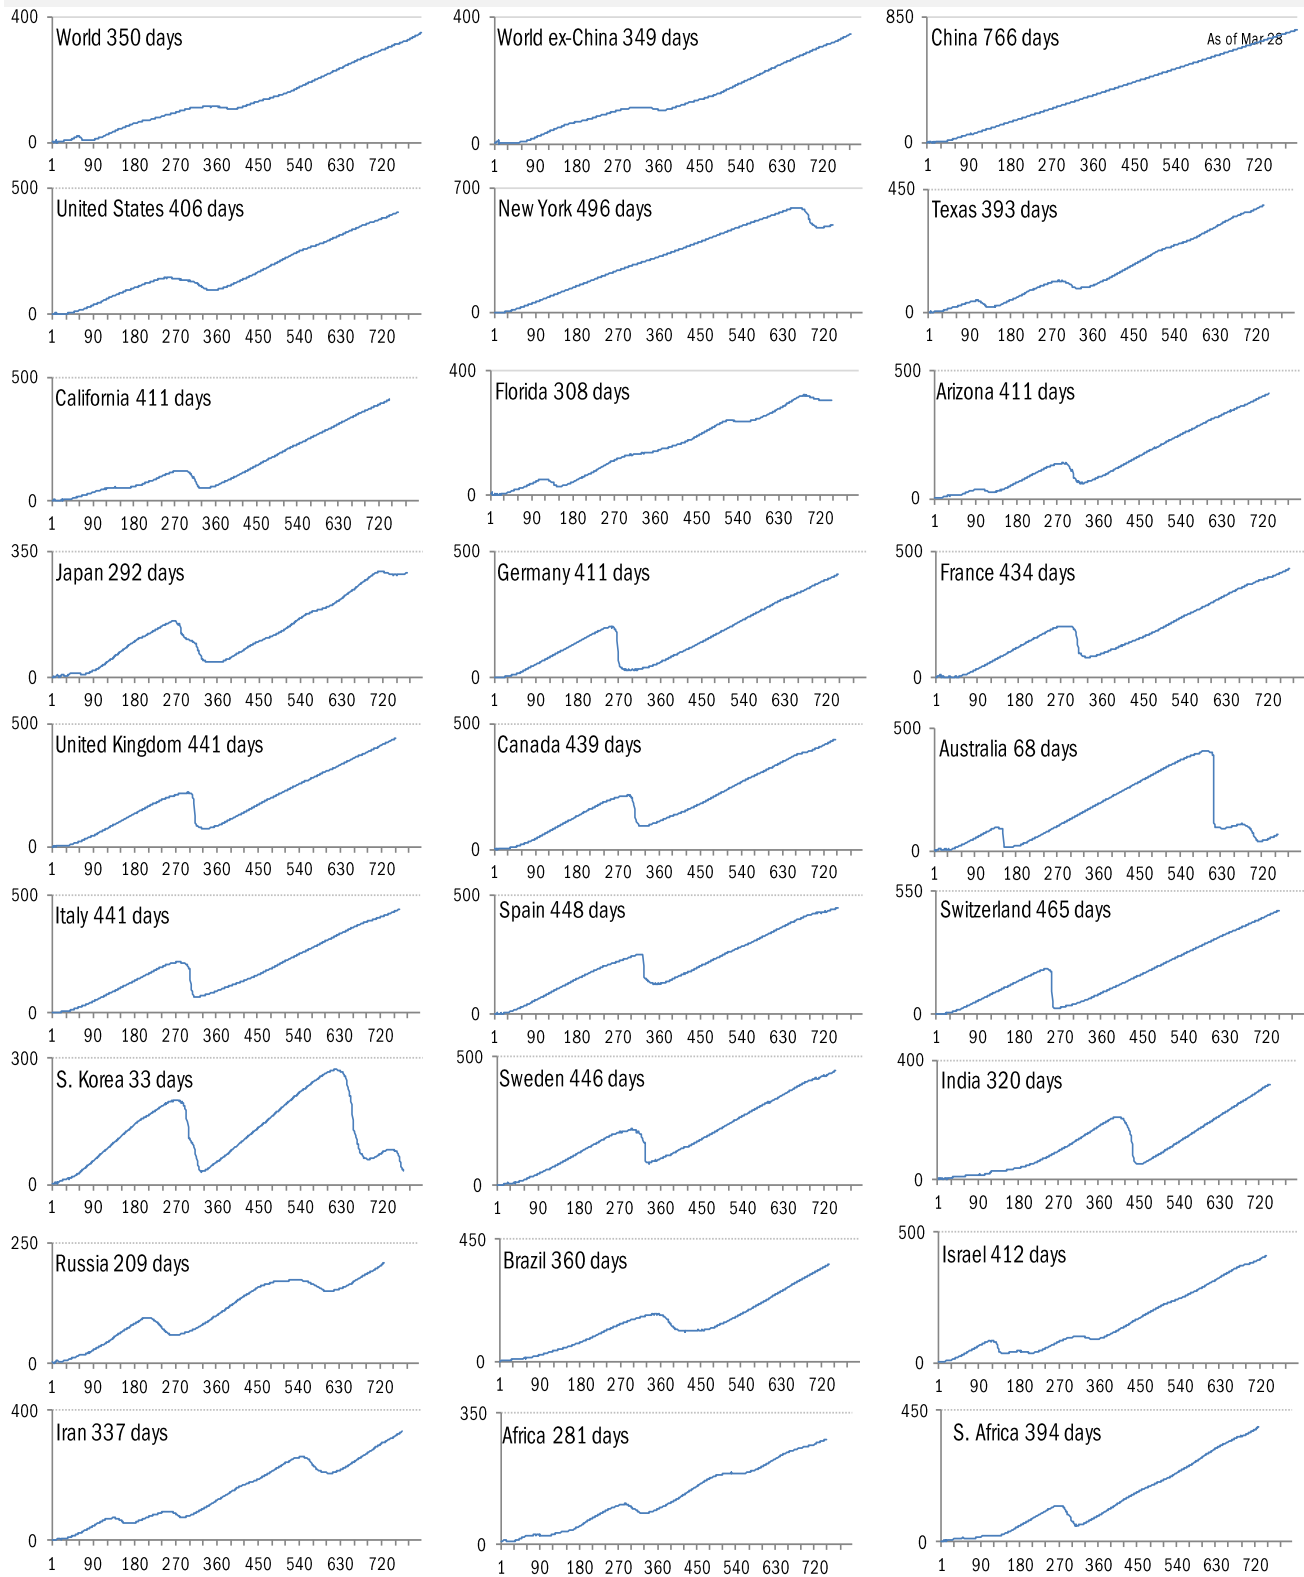 400
World 350 days
0
1 90 180 270 360 450 540 630 720
400
World ex-China 349 days
0
1 90 180 270 360 450 540 630 720
850
China 766 days
As of Mar 28
0
1 90 180 270 360 450 540 630 720
500
United States 406 days
0
1 90 180 270 360 450 540 630 720
700
New York 496 days
0
1 90 180 270 360 450 540 630 720
450
Texas 393 days
0
1 90 180 270 360 450 540 630 720
500
California 411 days
0
1 90 180 270 360 450 540 630 720
400
Florida 308 days
0
1 90 180 270 360 450 540 630 720
500
Arizona 411 days
0
1 90 180 270 360 450 540 630 720
350
Japan 292 days
0
1 90 180 270 360 450 540 630 720
500
Germany 411 days
0
1 90 180 270 360 450 540 630 720
500
France 434 days
0
1 90 180 270 360 450 540 630 720
500
United Kingdom 441 days
0
1 90 180 270 360 450 540 630 720
500
Canada 439 days
0
1 90 180 270 360 450 540 630 720
500
Australia 68 days
0
1 90 180 270 360 450 540 630 720
500
Italy 441 days
0
1 90 180 270 360 450 540 630 720
500
Spain 448 days
0
1 90 180 270 360 450 540 630 720
550
Switzerland 465 days
0
1 90 180 270 360 450 540 630 720
300
S. Korea 33 days
0
1 90 180 270 360 450 540 630 720
500
Sweden 446 days
0
1 90 180 270 360 450 540 630 720
400
India 320 days
0
1 90 180 270 360 450 540 630 720
250
Russia 209 days
0
1 90 180 270 360 450 540 630 720
450
Brazil 360 days
0
1 90 180 270 360 450 540 630 720
500
Israel 412 days
0
1 90 180 270 360 450 540 630 720
400
Iran 337 days
0
1 90 180 270 360 450 540 630 720
350
Africa 281 days
0
1 90 180 270 360 450 540 630 720
450
S. Africa 394 days
0
1 90 180 270 360 450 540 630 720